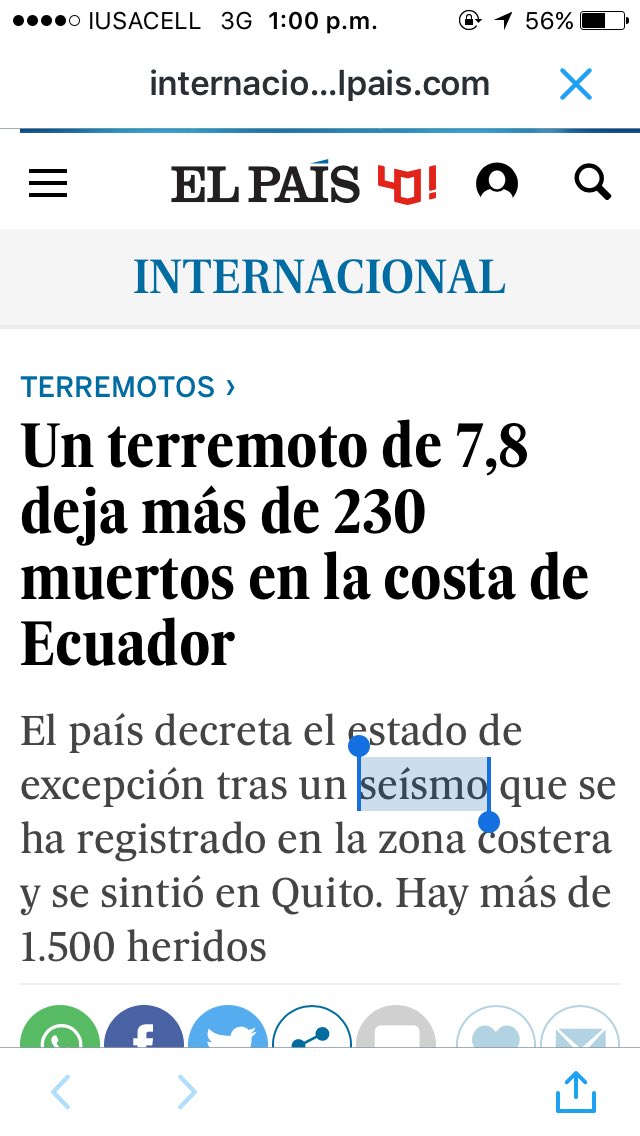 IUSACELL 3G 1:00 p.m. 56%
internacio...lpais.com
EL PAÍS 40!
INTERNACIONAL
TERREMOTOS ›
Un terremoto de 7,8
deja más de 230
muertos en la costa de
Ecuador
El país decreta el estado de
excepción tras un seísmo que se
ha registrado en la zona costera
y se sintió en Quito. Hay más de
1.500 heridos